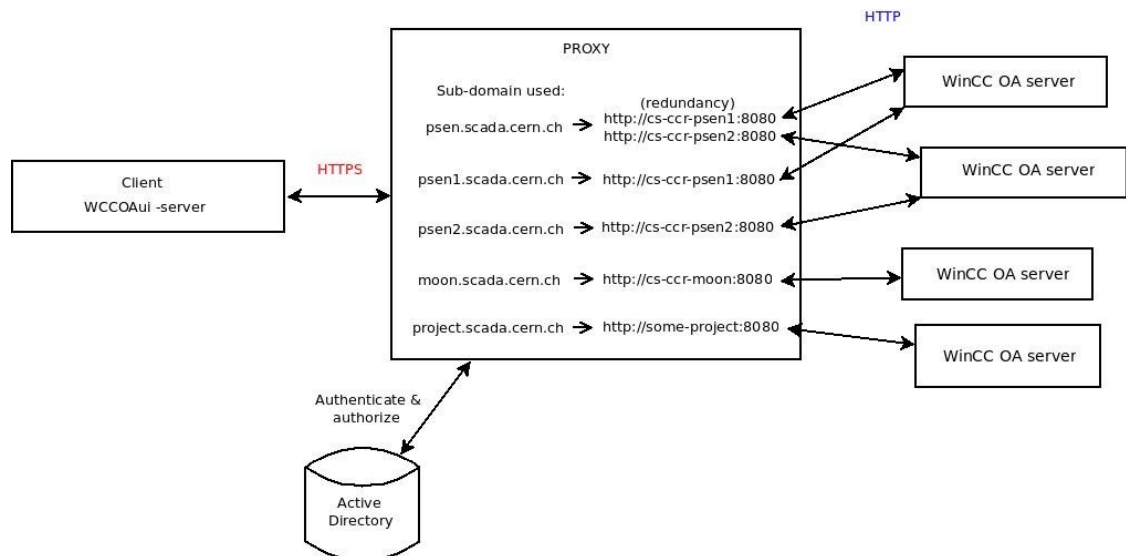 HTTP
PROXY
Sub-domain used:
(redundancy)
psen.scada.cern.ch
http://cs-ccr-psen1:8080
http://cs-ccr-psen2:8080
psen1.scada.cern.ch
http://cs-ccr-psen1:8080
psen2.scada.cern.ch
http://cs-ccr-psen2:8080
moon.scada.cern.ch
http://cs-ccr-moon:8080
project.scada.cern.ch
http://some-project:8080
Client
WCCOAui -server
HTTPS
WinCC OA server
WinCC OA server
WinCC OA server
WinCC OA server
Authenticate &
authorize
Active
Directory